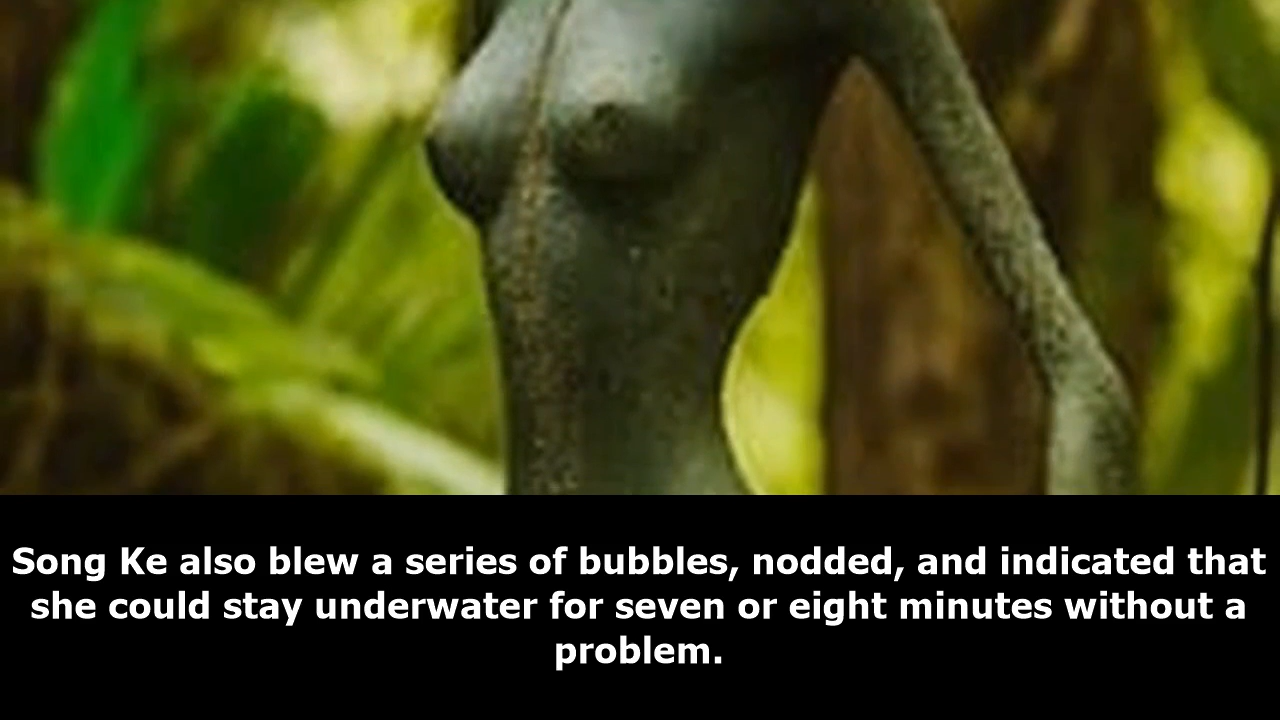 Song Ke also blew a series of bubbles, nodded, and indicated that
she could stay underwater for seven or eight minutes without a
problem.